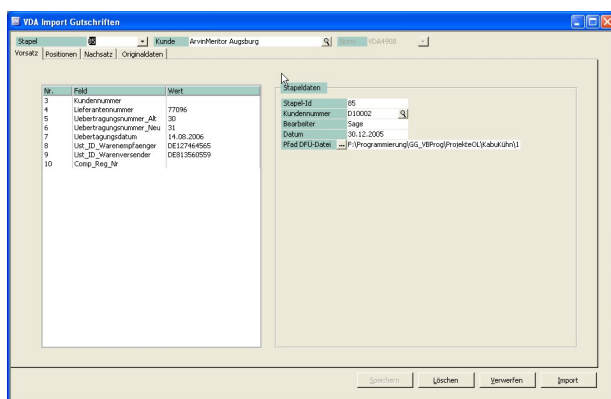 VDA Import Gutschriften
Stapel 85 Kunde ArvinMeritor Augsburg Norm VDA4908
Vorsatz Positionen Nachsatz Originaldaten
Nr. Feld Wert
3 Kundennummer
4 Lieferantennummer 77096
5 Uebertragungsnummer_Alt 30
6 Uebertragungsnummer_Neu 31
7 Uebertagungsdatum 14.08.2006
8 Ust_ID_Warenempfaenger DE127464565
9 Ust_ID_Warenversender DE813560559
10 Comp_Reg_Nr
Stapeldaten
Stapel-Id 85
Kundennummer D10002
Bearbeiter Sage
Datum 30.12.2005
Pfad DFÜ-Datei ... F:\Programmierung\GG_VBProg\ProjekteOL\KabuKühn\1
Speichern Löschen Verwerfen Import